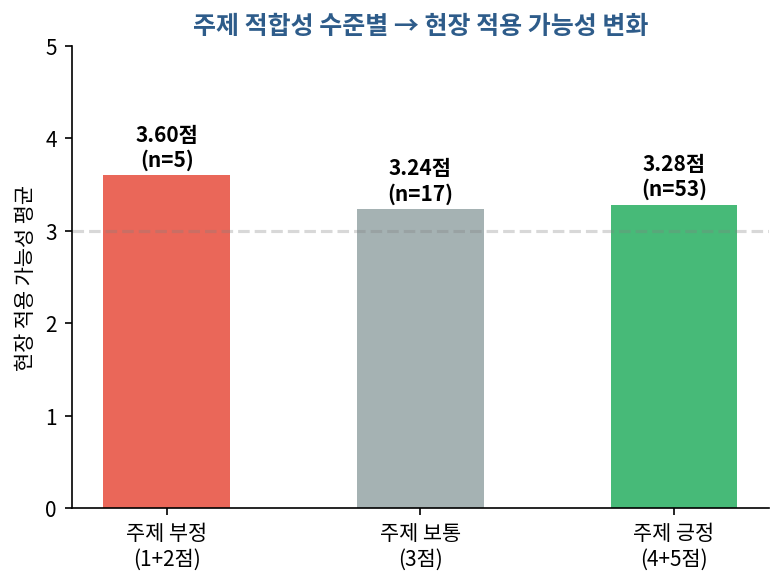 주제 적합성 수준별 → 현장 적용 가능성 변화
현장 적용 가능성 평균
5
4
3
2
1
0
3.60점
(n=5)
3.24점
(n=17)
3.28점
(n=53)
주제 부정
(1+2점)
주제 보통
(3점)
주제 긍정
(4+5점)